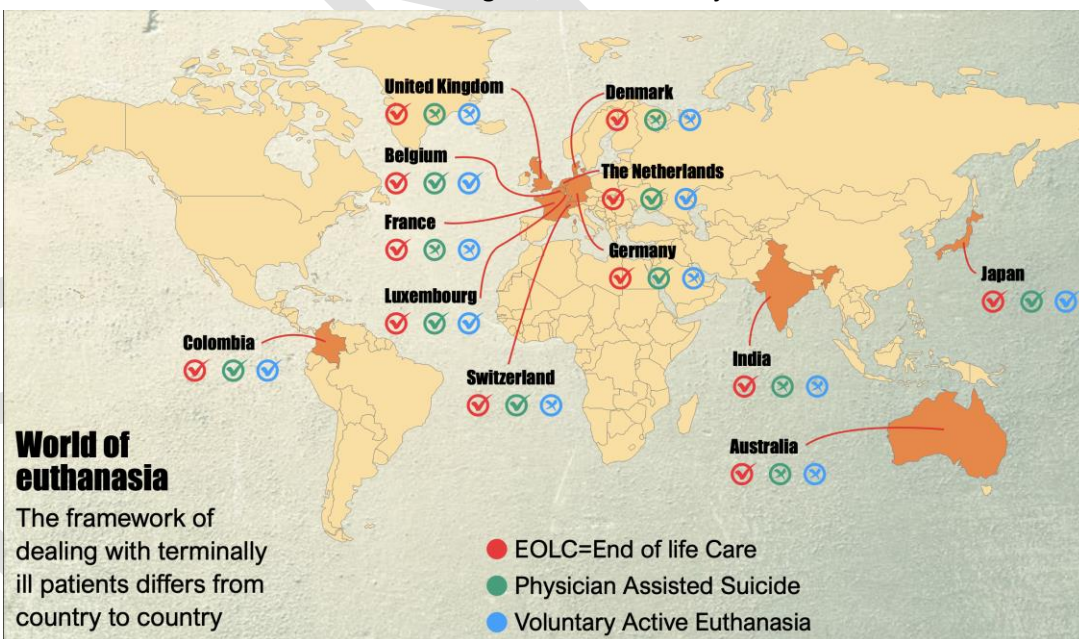 United Kingdom
Denmark
Belgium
The Netherlands
France
Germany
Luxembourg
Japan
Colombia
India
Switzerland
Australia
World of
euthanasia
The framework of
dealing with terminally
ill patients differs from
country to country
EOLC=End of life Care
Physician Assisted Suicide
Voluntary Active Euthanasia